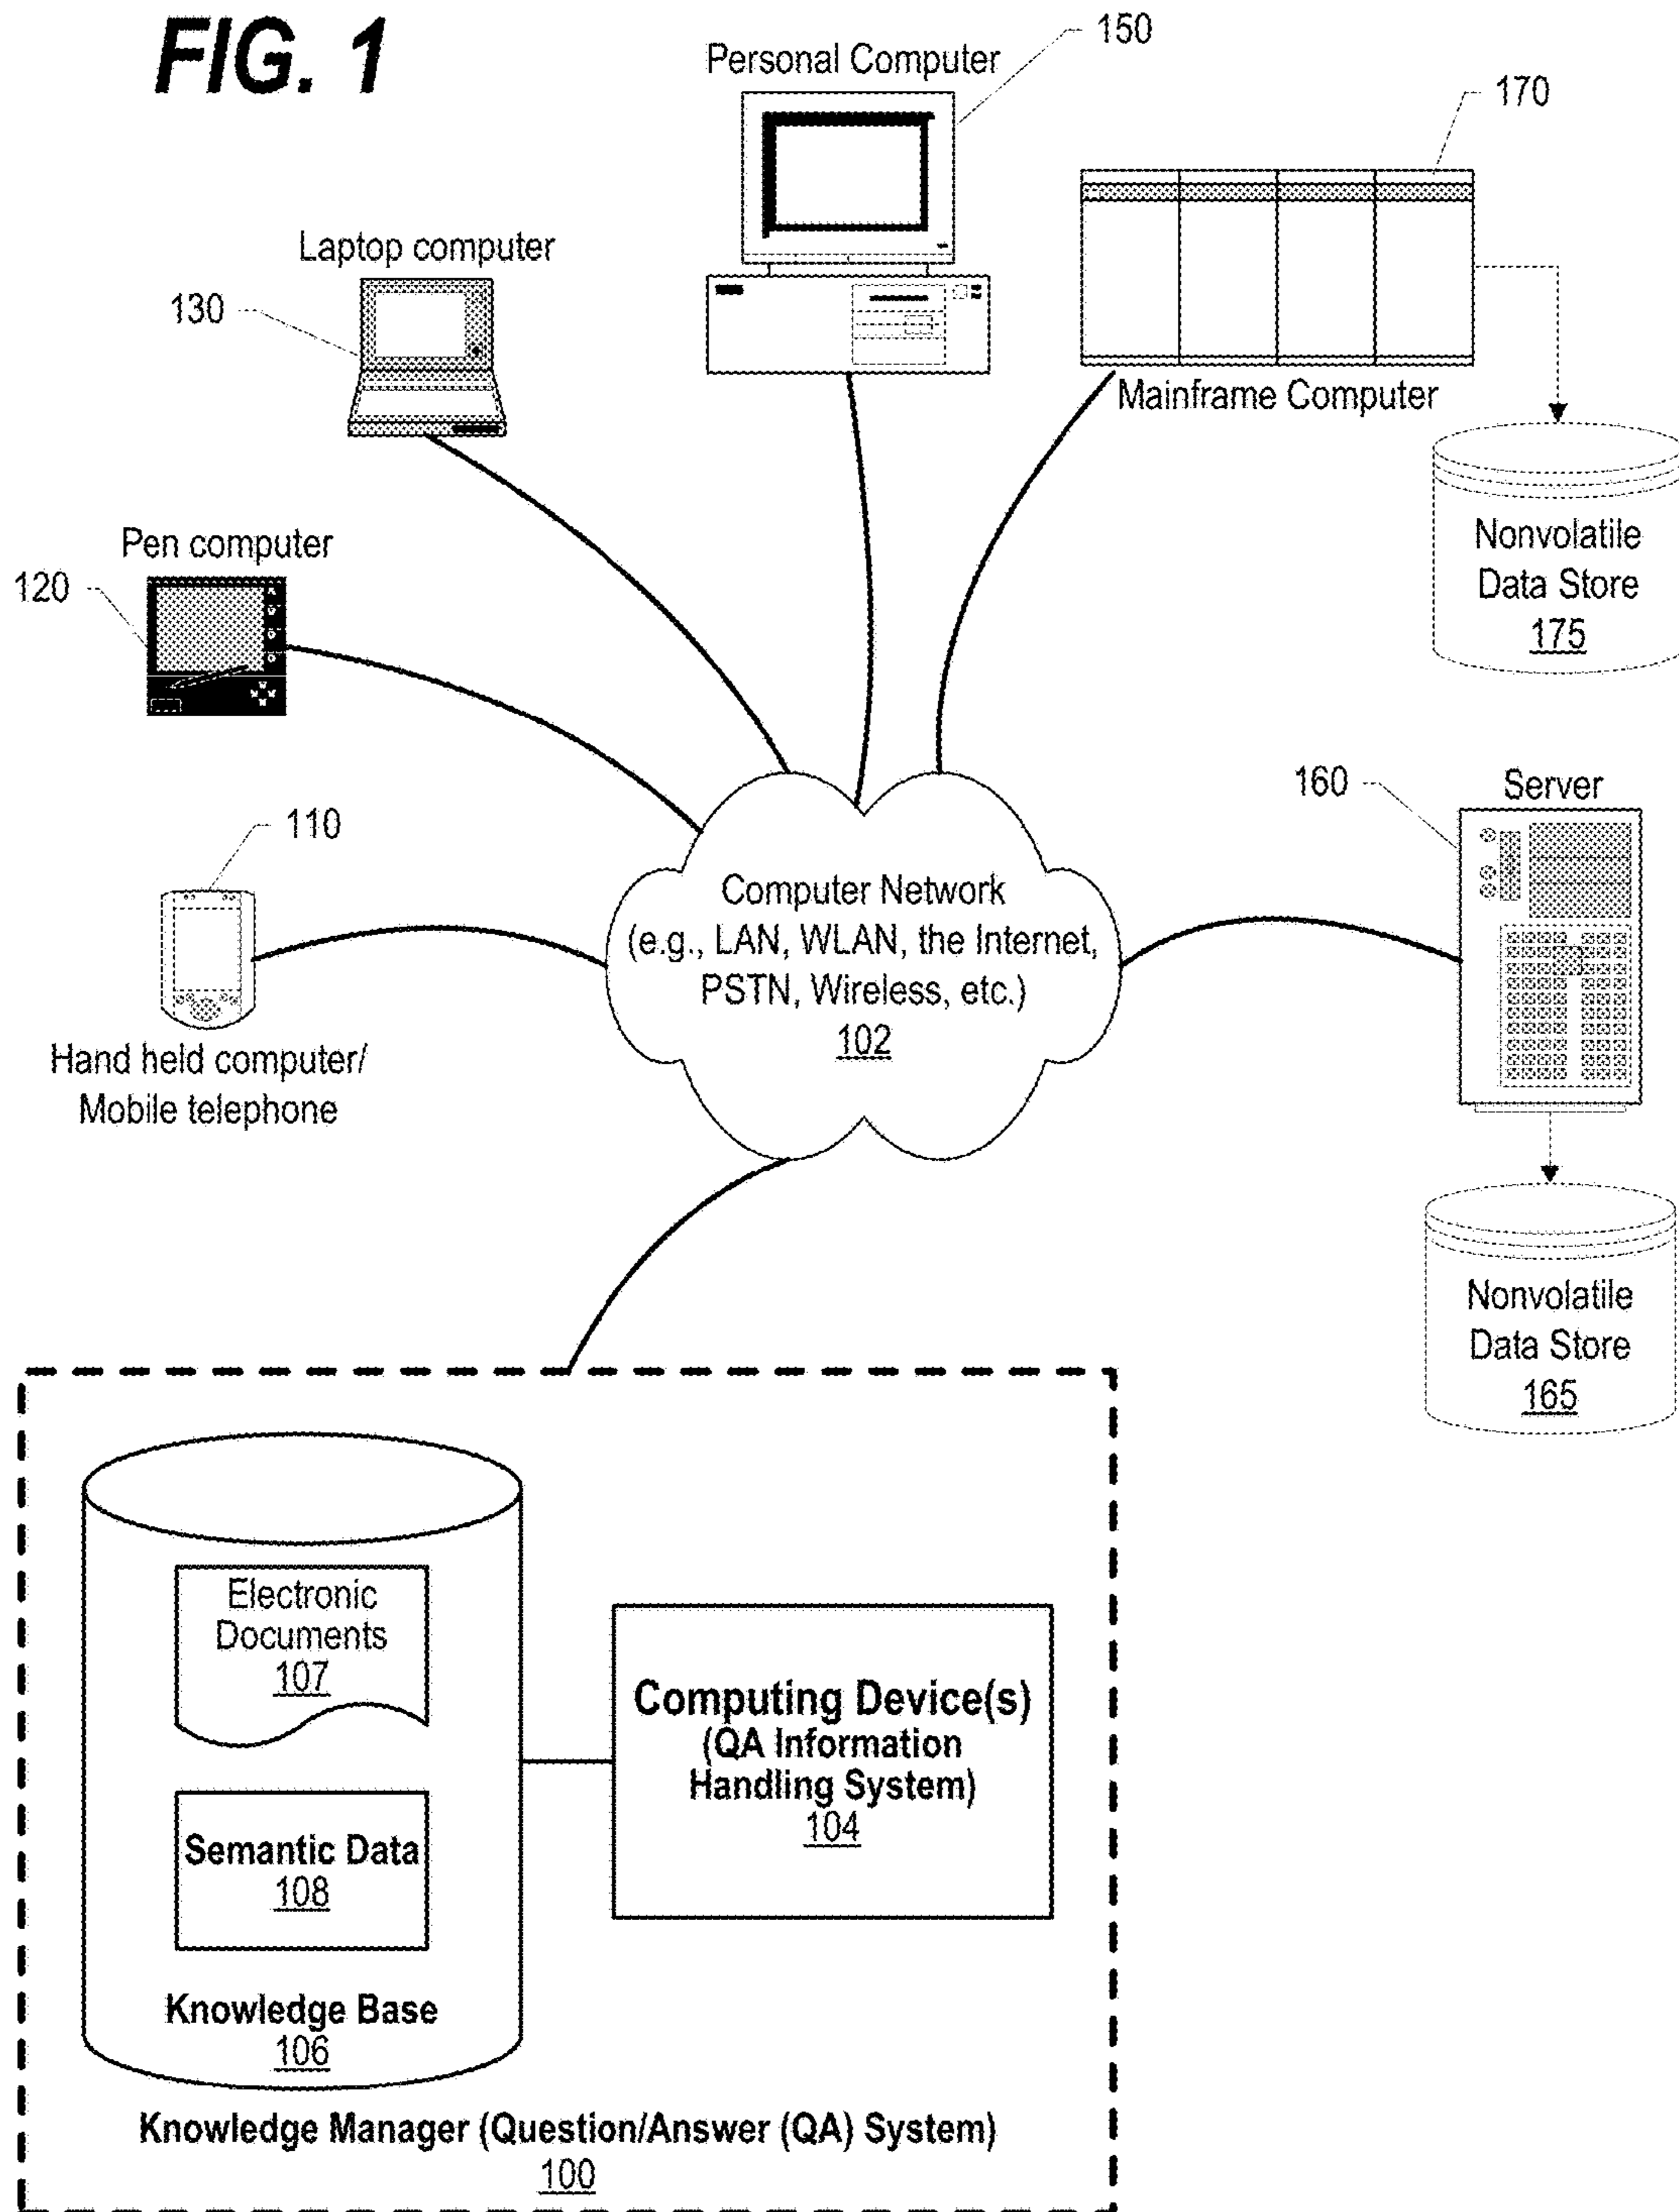 FIG. 1
Personal Computer
150
170
Laptop computer
130
Mainframe Computer
Nonvolatile
Data Store
175
Pen computer
120
160
Server
110
Computer Network
(e.g., LAN, WLAN, the Internet,
PSTN, Wireless, etc.)
102
Hand held computer/
Mobile telephone
Nonvolatile
Data Store
165
Electronic
Documents
107
Computing Device(s)
(QA Information
Handling System)
104
Semantic Data
108
Knowledge Base
106
Knowledge Manager (Question/Answer (QA) System)
100